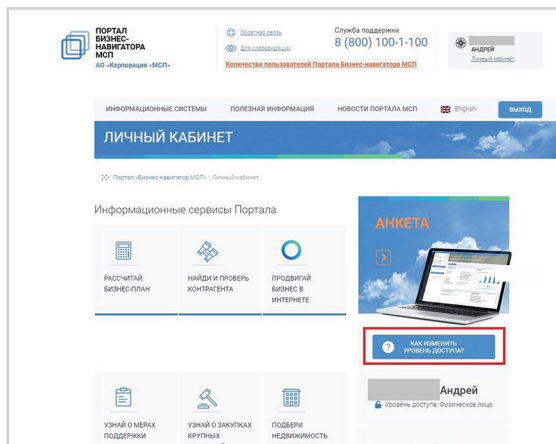 ПОРТАЛ
БИЗНЕС-
НАВИГАТОРА
МСП
АО «Корпорация «МСП»
Обратная связь
Для слабовидящих
Количество пользователей Портала Бизнес-навигатора МСП
Служба поддержки
8 (800) 100-1-100
АНДРЕЙ
Личный кабинет
ИНФОРМАЦИОННЫЕ СИСТЕМЫ
ПОЛЕЗНАЯ ИНФОРМАЦИЯ
НОВОСТИ ПОРТАЛА МСП
English
ВЫХОД
ЛИЧНЫЙ КАБИНЕТ
Портал «Бизнес-навигатор МСП» \ Личный кабинет
Информационные сервисы Портала
РАССЧИТАЙ
БИЗНЕС-ПЛАН
НАЙДИ И ПРОВЕРЬ
КОНТРАГЕНТА
ПРОДВИГАЙ
БИЗНЕС В
ИНТЕРНЕТЕ
АНКЕТА
? КАК ИЗМЕНИТЬ
УРОВЕНЬ ДОСТУПА?
Андрей
Уровень доступа: Физическое лицо
УЗНАЙ О МЕРАХ
ПОДДЕРЖКИ
УЗНАЙ О ЗАКУПКАХ
КРУПНЫХ
ПОДБЕРИ
НЕДВИЖИМОСТЬ